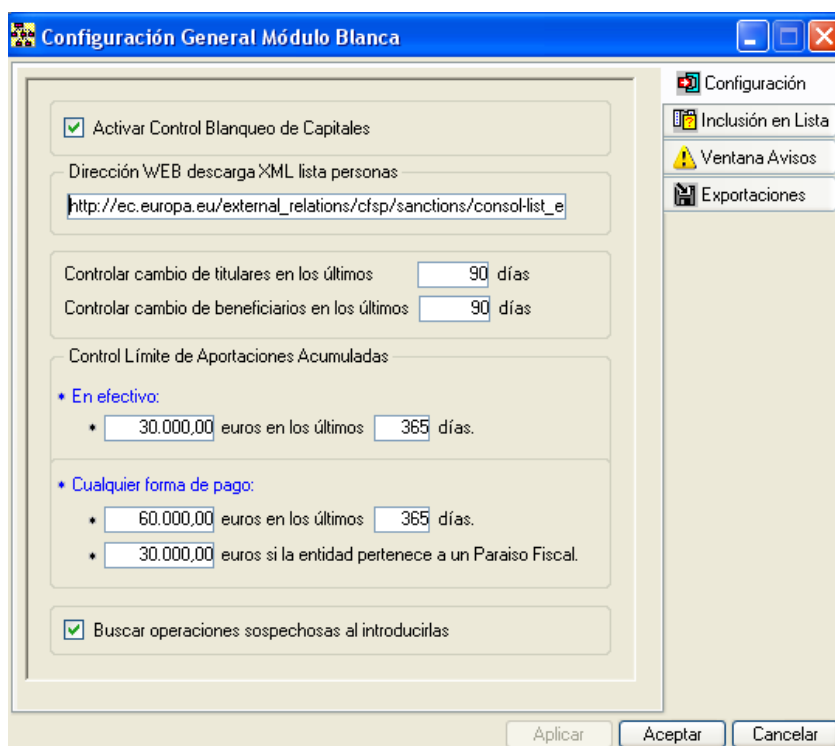 Configuración General Módulo Blanca
Configuración
Inclusión en Lista
Ventana Avisos
Exportaciones
Activar Control Blanqueo de Capitales
Dirección WEB descarga XML lista personas
http://ec.europa.eu/external_relations/cfsp/sanctions/consol-list_e
Controlar cambio de titulares en los últimos 90 días
Controlar cambio de beneficiarios en los últimos 90 días
Control Límite de Aportaciones Acumuladas
* En efectivo:
* 30.000,00 euros en los últimos 365 días.
* Cualquier forma de pago:
* 60.000,00 euros en los últimos 365 días.
* 30.000,00 euros si la entidad pertenece a un Paraiso Fiscal.
Buscar operaciones sospechosas al introducirlas
Aplicar Aceptar Cancelar